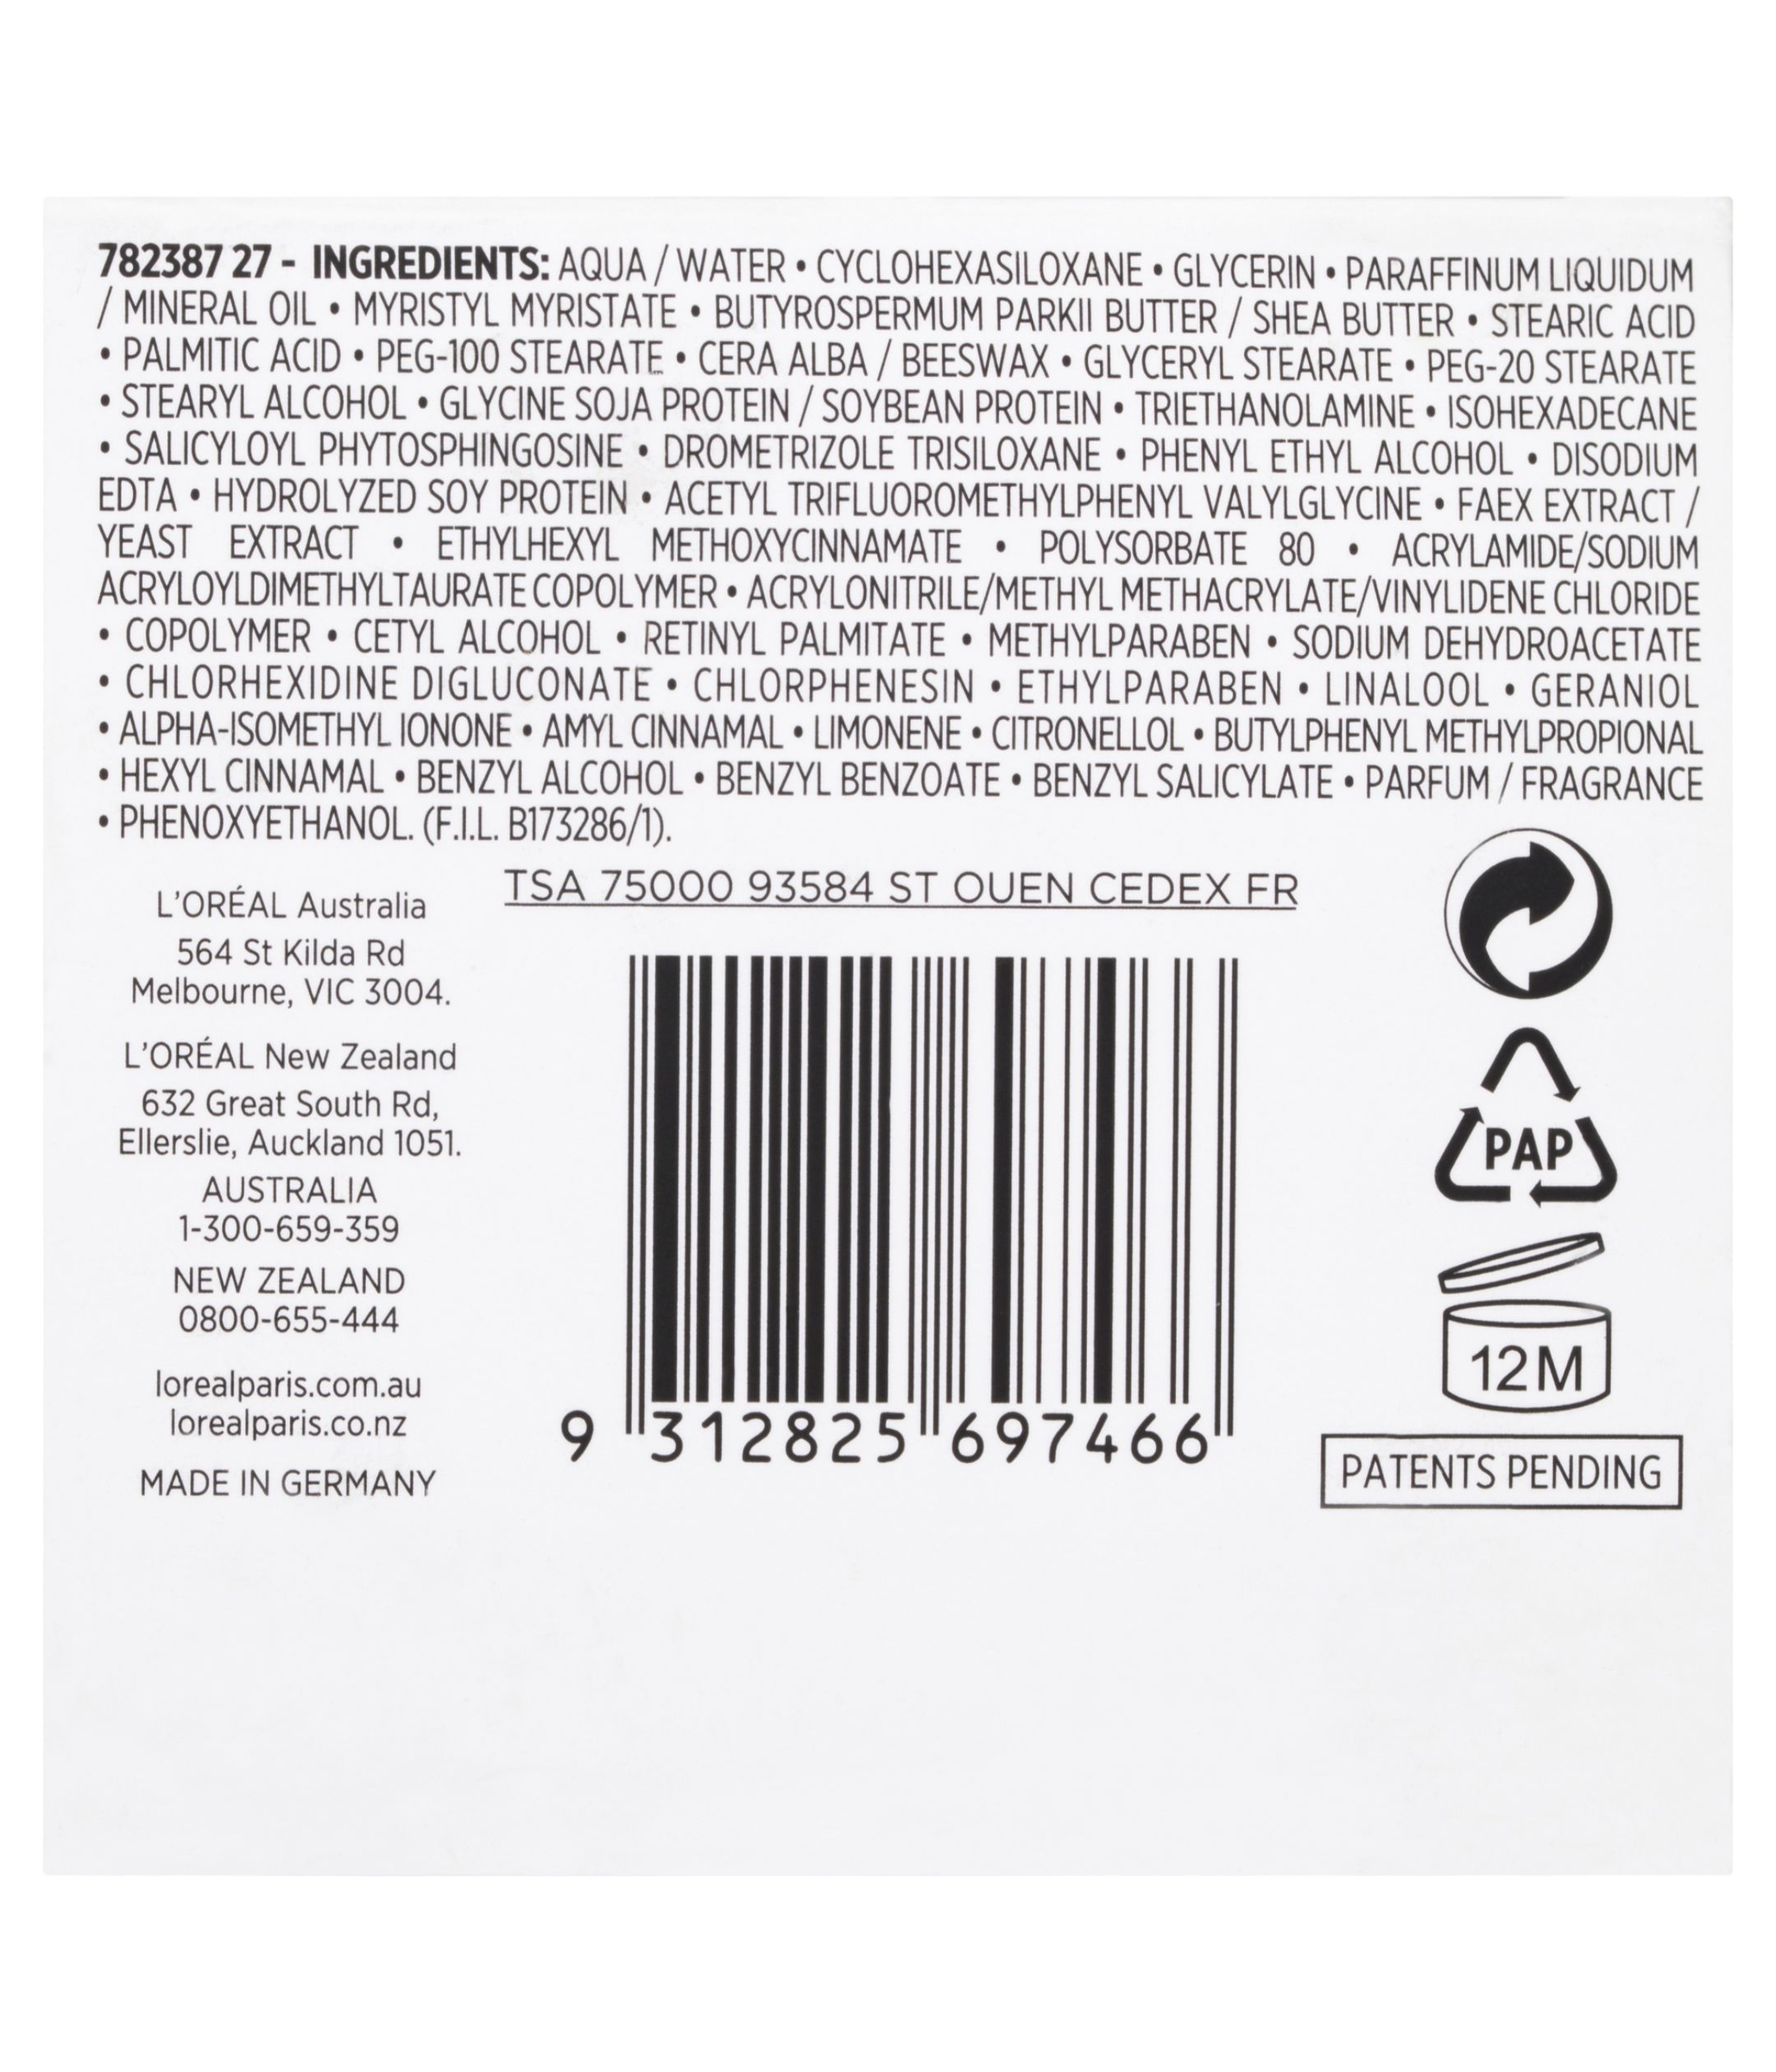 782387 27 - INGREDIENTS: AQUA / WATER • CYCLOHEXASILOXANE • GLYCERIN • PARAFFINUM LIQUIDUM
/ MINERAL OIL • MYRISTYL MYRISTATE • BUTYROSPERMUM PARKII BUTTER / SHEA BUTTER • STEARIC ACID
• PALMITIC ACID • PEG-100 STEARATE • CERA ALBA / BEESWAX • GLYCERYL STEARATE • PEG-20 STEARATE
• STEARYL ALCOHOL • GLYCINE SOJA PROTEIN / SOYBEAN PROTEIN • TRIETHANOLAMINE • ISOHEXADECANE
• SALICYLOYL PHYTOSPHINGOSINE • DROMETRIZOLE TRISILOXANE • PHENYL ETHYL ALCOHOL • DISODIUM
EDTA • HYDROLYZED SOY PROTEIN • ACETYL TRIFLUOROMETHYLPHENYL VALYLGLYCINE • FAEX EXTRACT /
YEAST EXTRACT • ETHYLHEXYL METHOXYCINNAMATE • POLYSORBATE 80 • ACRYLAMIDE/SODIUM
ACRYLOYLDIMETHYLTAURATE COPOLYMER • ACRYLONITRILE/METHYL METHACRYLATE/VINYLIDENE CHLORIDE
• COPOLYMER • CETYL ALCOHOL • RETINYL PALMITATE • METHYLPARABEN • SODIUM DEHYDROACETATE
• CHLORHEXIDINE DIGLUCONATE • CHLORPHENESIN • ETHYLPARABEN • LINALOOL • GERANIOL
• ALPHA-ISOMETHYL IONONE • AMYL CINNAMAL • LIMONENE • CITRONELLOL • BUTYLPHENYL METHYLPROPIONAL
• HEXYL CINNAMAL • BENZYL ALCOHOL • BENZYL BENZOATE • BENZYL SALICYLATE • PARFUM / FRAGRANCE
• PHENOXYETHANOL. (F.I.L. B173286/1).
TSA 75000 93584 ST OUEN CEDEX FR
L'ORÉAL Australia
564 St Kilda Rd
Melbourne, VIC 3004.
L'ORÉAL New Zealand
632 Great South Rd,
Ellerslie, Auckland 1051.
AUSTRALIA
1-300-659-359
NEW ZEALAND
0800-655-444
lorealparis.com.au
lorealparis.co.nz
MADE IN GERMANY
9 312825 697466
PAP
12M
PATENTS PENDING